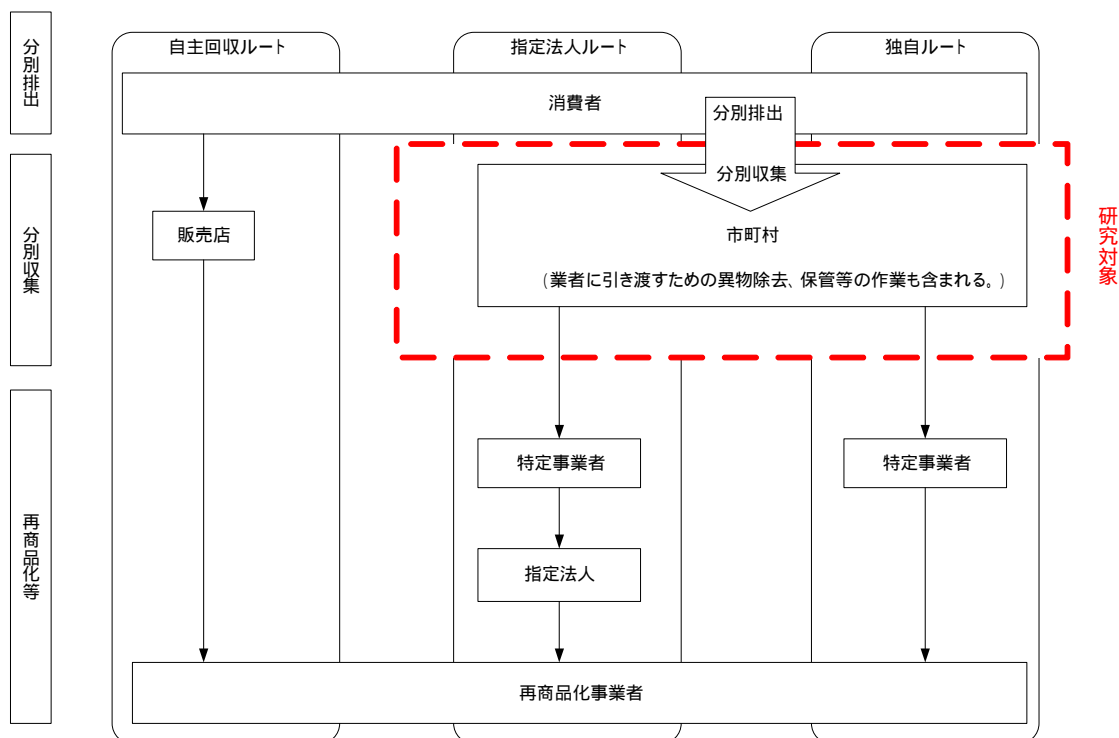 分別排出
自主回収ルート
指定法人ルート
独自ルート
消費者
分別排出
分別収集
分別収集
販売店
市町村
(業者に引き渡すための異物除去、保管等の作業も含まれる。)
研究対象
再商品化等
特定事業者
特定事業者
指定法人
再商品化事業者